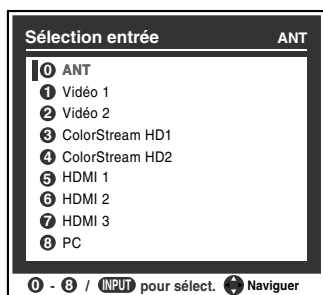 Sélection entrée ANT
0 ANT
1 Vidéo 1
2 Vidéo 2
3 ColorStream HD1
4 ColorStream HD2
5 HDMI 1
6 HDMI 2
7 HDMI 3
8 PC
0 - 8 / INPUT pour sélect. Naviguer